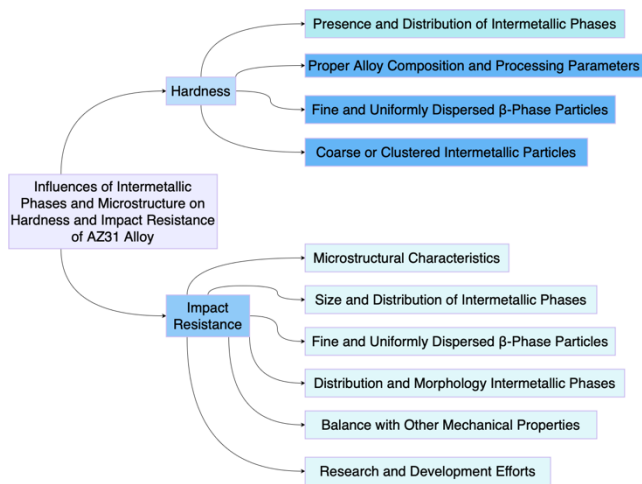 Presence and Distribution of Intermetallic Phases
Proper Alloy Composition and Processing Parameters
Hardness
Fine and Uniformly Dispersed β-Phase Particles
Coarse or Clustered Intermetallic Particles
Influences of Intermetallic
Phases and Microstructure on
Hardness and Impact Resistance
of AZ31 Alloy
Microstructural Characteristics
Size and Distribution of Intermetallic Phases
Impact
Resistance
Fine and Uniformly Dispersed β-Phase Particles
Distribution and Morphology Intermetallic Phases
Balance with Other Mechanical Properties
Research and Development Efforts